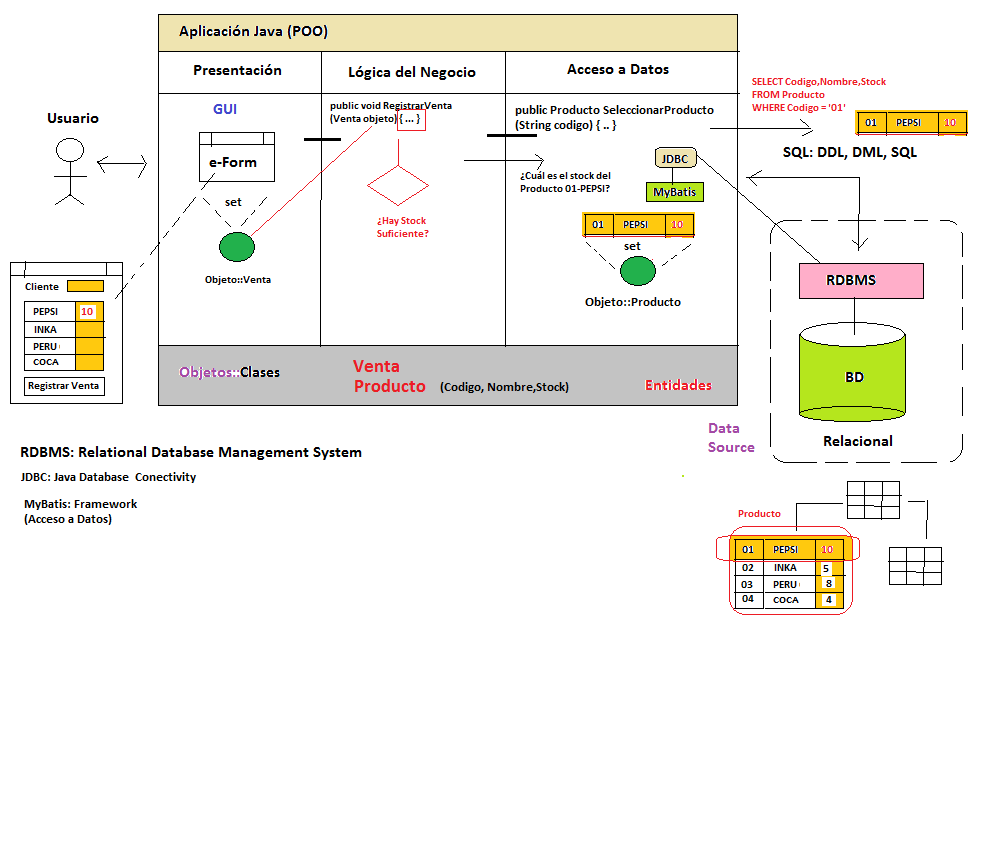 Aplicación Java (POO)
Presentación
Lógica del Negocio
Acceso a Datos
Usuario
GUI
e-Form
set
Objeto::Venta
public void RegistrarVenta
(Venta objeto) { ... }
¿Hay Stock
Suficiente?
public Producto SeleccionarProducto
(String codigo) { .. }
¿Cuál es el stock del
Producto 01-PEPSI?
JDBC
MyBatis
01 PEPSI 10
set
Objeto::Producto
SELECT Codigo,Nombre,Stock
FROM Producto
WHERE Codigo = '01'
01 PEPSI 10
SQL: DDL, DML, SQL
RDBMS
BD
Relacional
Data
Source
Cliente
PEPSI 10
INKA
PERU
COCA
Registrar Venta
Objetos::Clases
Venta
Producto (Codigo, Nombre,Stock)
Entidades
RDBMS: Relational Database Management System
JDBC: Java Database Conectivity
MyBatis: Framework
(Acceso a Datos)
Producto
01 PEPSI 10
02 INKA 5
03 PERU 8
04 COCA 4